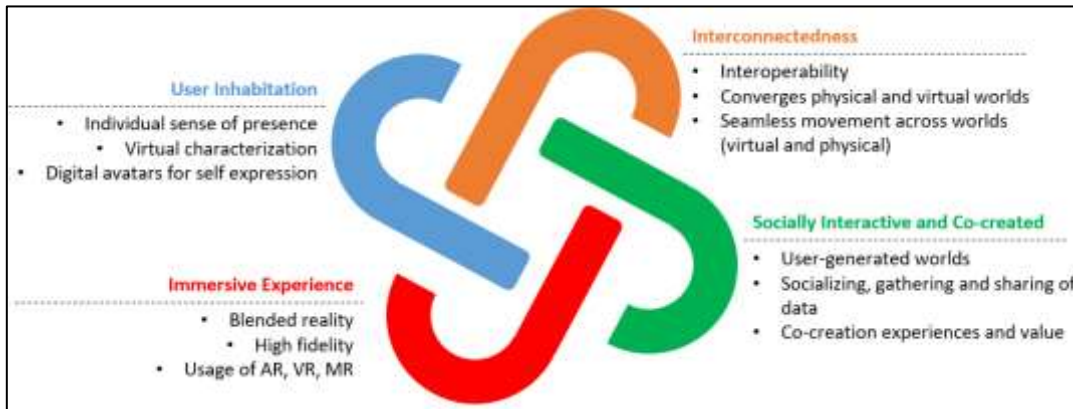 User Inhabitation
• Individual sense of presence
• Virtual characterization
• Digital avatars for self expression
Interconnectedness
• Interoperability
• Converges physical and virtual worlds
• Seamless movement across worlds
(virtual and physical)
Immersive Experience
• Blended reality
• High fidelity
• Usage of AR, VR, MR
Socially Interactive and Co-created
• User-generated worlds
• Socializing, gathering and sharing of
data
• Co-creation experiences and value